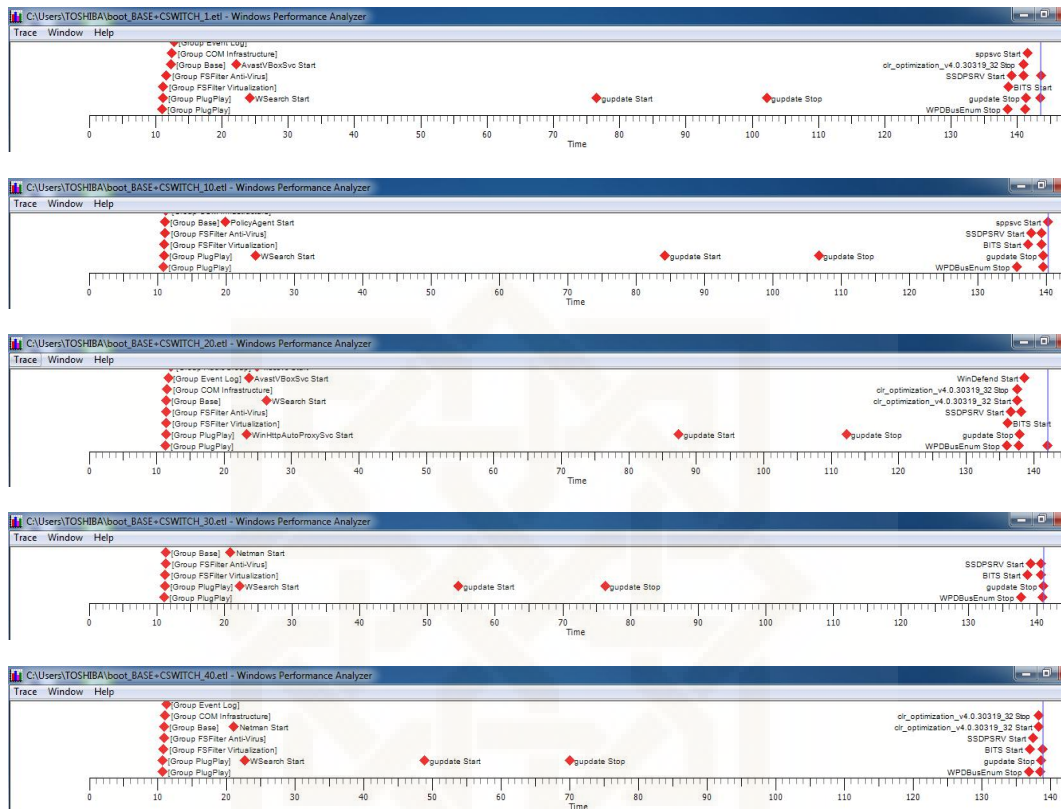 C:\Users\TOSHIBA\boot_BASE+CSWITCH_1.etl - Windows Performance Analyzer
Trace Window Help
[Group Event Log]
[Group COM Infrastructure] sppsvc Start
[Group Base] AvastVBoxSvc Start clr_optimization_v4.0.30319_32 Stop
[Group FSFilter Anti-Virus] SSDPSRV Start
[Group FSFilter Virtualization] BITS Start
[Group PlugPlay] WSearch Start gupdate Start gupdate Stop gupdate Stop
[Group PlugPlay] WPDBusEnum Stop
0 10 20 30 40 50 60 70 80 90 100 110 120 130 140
Time
C:\Users\TOSHIBA\boot_BASE+CSWITCH_10.etl - Windows Performance Analyzer
Trace Window Help
[Group COM Infrastructure]
[Group Base] PolicyAgent Start sppsvc Start
[Group FSFilter Anti-Virus] SSDPSRV Start
[Group FSFilter Virtualization] BITS Start
[Group PlugPlay] WSearch Start gupdate Start gupdate Stop gupdate Stop
[Group PlugPlay] WPDBusEnum Stop
0 10 20 30 40 50 60 70 80 90 100 110 120 130 140
Time
C:\Users\TOSHIBA\boot_BASE+CSWITCH_20.etl - Windows Performance Analyzer
Trace Window Help
[Group Event Log] AvastVBoxSvc Start WinDefend Start
[Group COM Infrastructure] clr_optimization_v4.0.30319_32 Stop
[Group Base] WSearch Start clr_optimization_v4.0.30319_32 Start
[Group FSFilter Anti-Virus] SSDPSRV Start
[Group FSFilter Virtualization] BITS Start
[Group PlugPlay] WinHttpAutoProxySvc Start gupdate Start gupdate Stop gupdate Stop
[Group PlugPlay] WPDBusEnum Stop
0 10 20 30 40 50 60 70 80 90 100 110 120 130 140
Time
C:\Users\TOSHIBA\boot_BASE+CSWITCH_30.etl - Windows Performance Analyzer
Trace Window Help
[Group Base] Netman Start
[Group FSFilter Anti-Virus] SSDPSRV Start
[Group FSFilter Virtualization] BITS Start
[Group PlugPlay] WSearch Start gupdate Start gupdate Stop gupdate Stop
[Group PlugPlay] WPDBusEnum Stop
0 10 20 30 40 50 60 70 80 90 100 110 120 130 140
Time
C:\Users\TOSHIBA\boot_BASE+CSWITCH_40.etl - Windows Performance Analyzer
Trace Window Help
[Group Event Log]
[Group COM Infrastructure] clr_optimization_v4.0.30319_32 Stop
[Group Base] Netman Start clr_optimization_v4.0.30319_32 Start
[Group FSFilter Anti-Virus] SSDPSRV Start
[Group FSFilter Virtualization] BITS Start
[Group PlugPlay] WSearch Start gupdate Start gupdate Stop gupdate Stop
[Group PlugPlay] WPDBusEnum Stop
0 10 20 30 40 50 60 70 80 90 100 110 120 130 140
Time